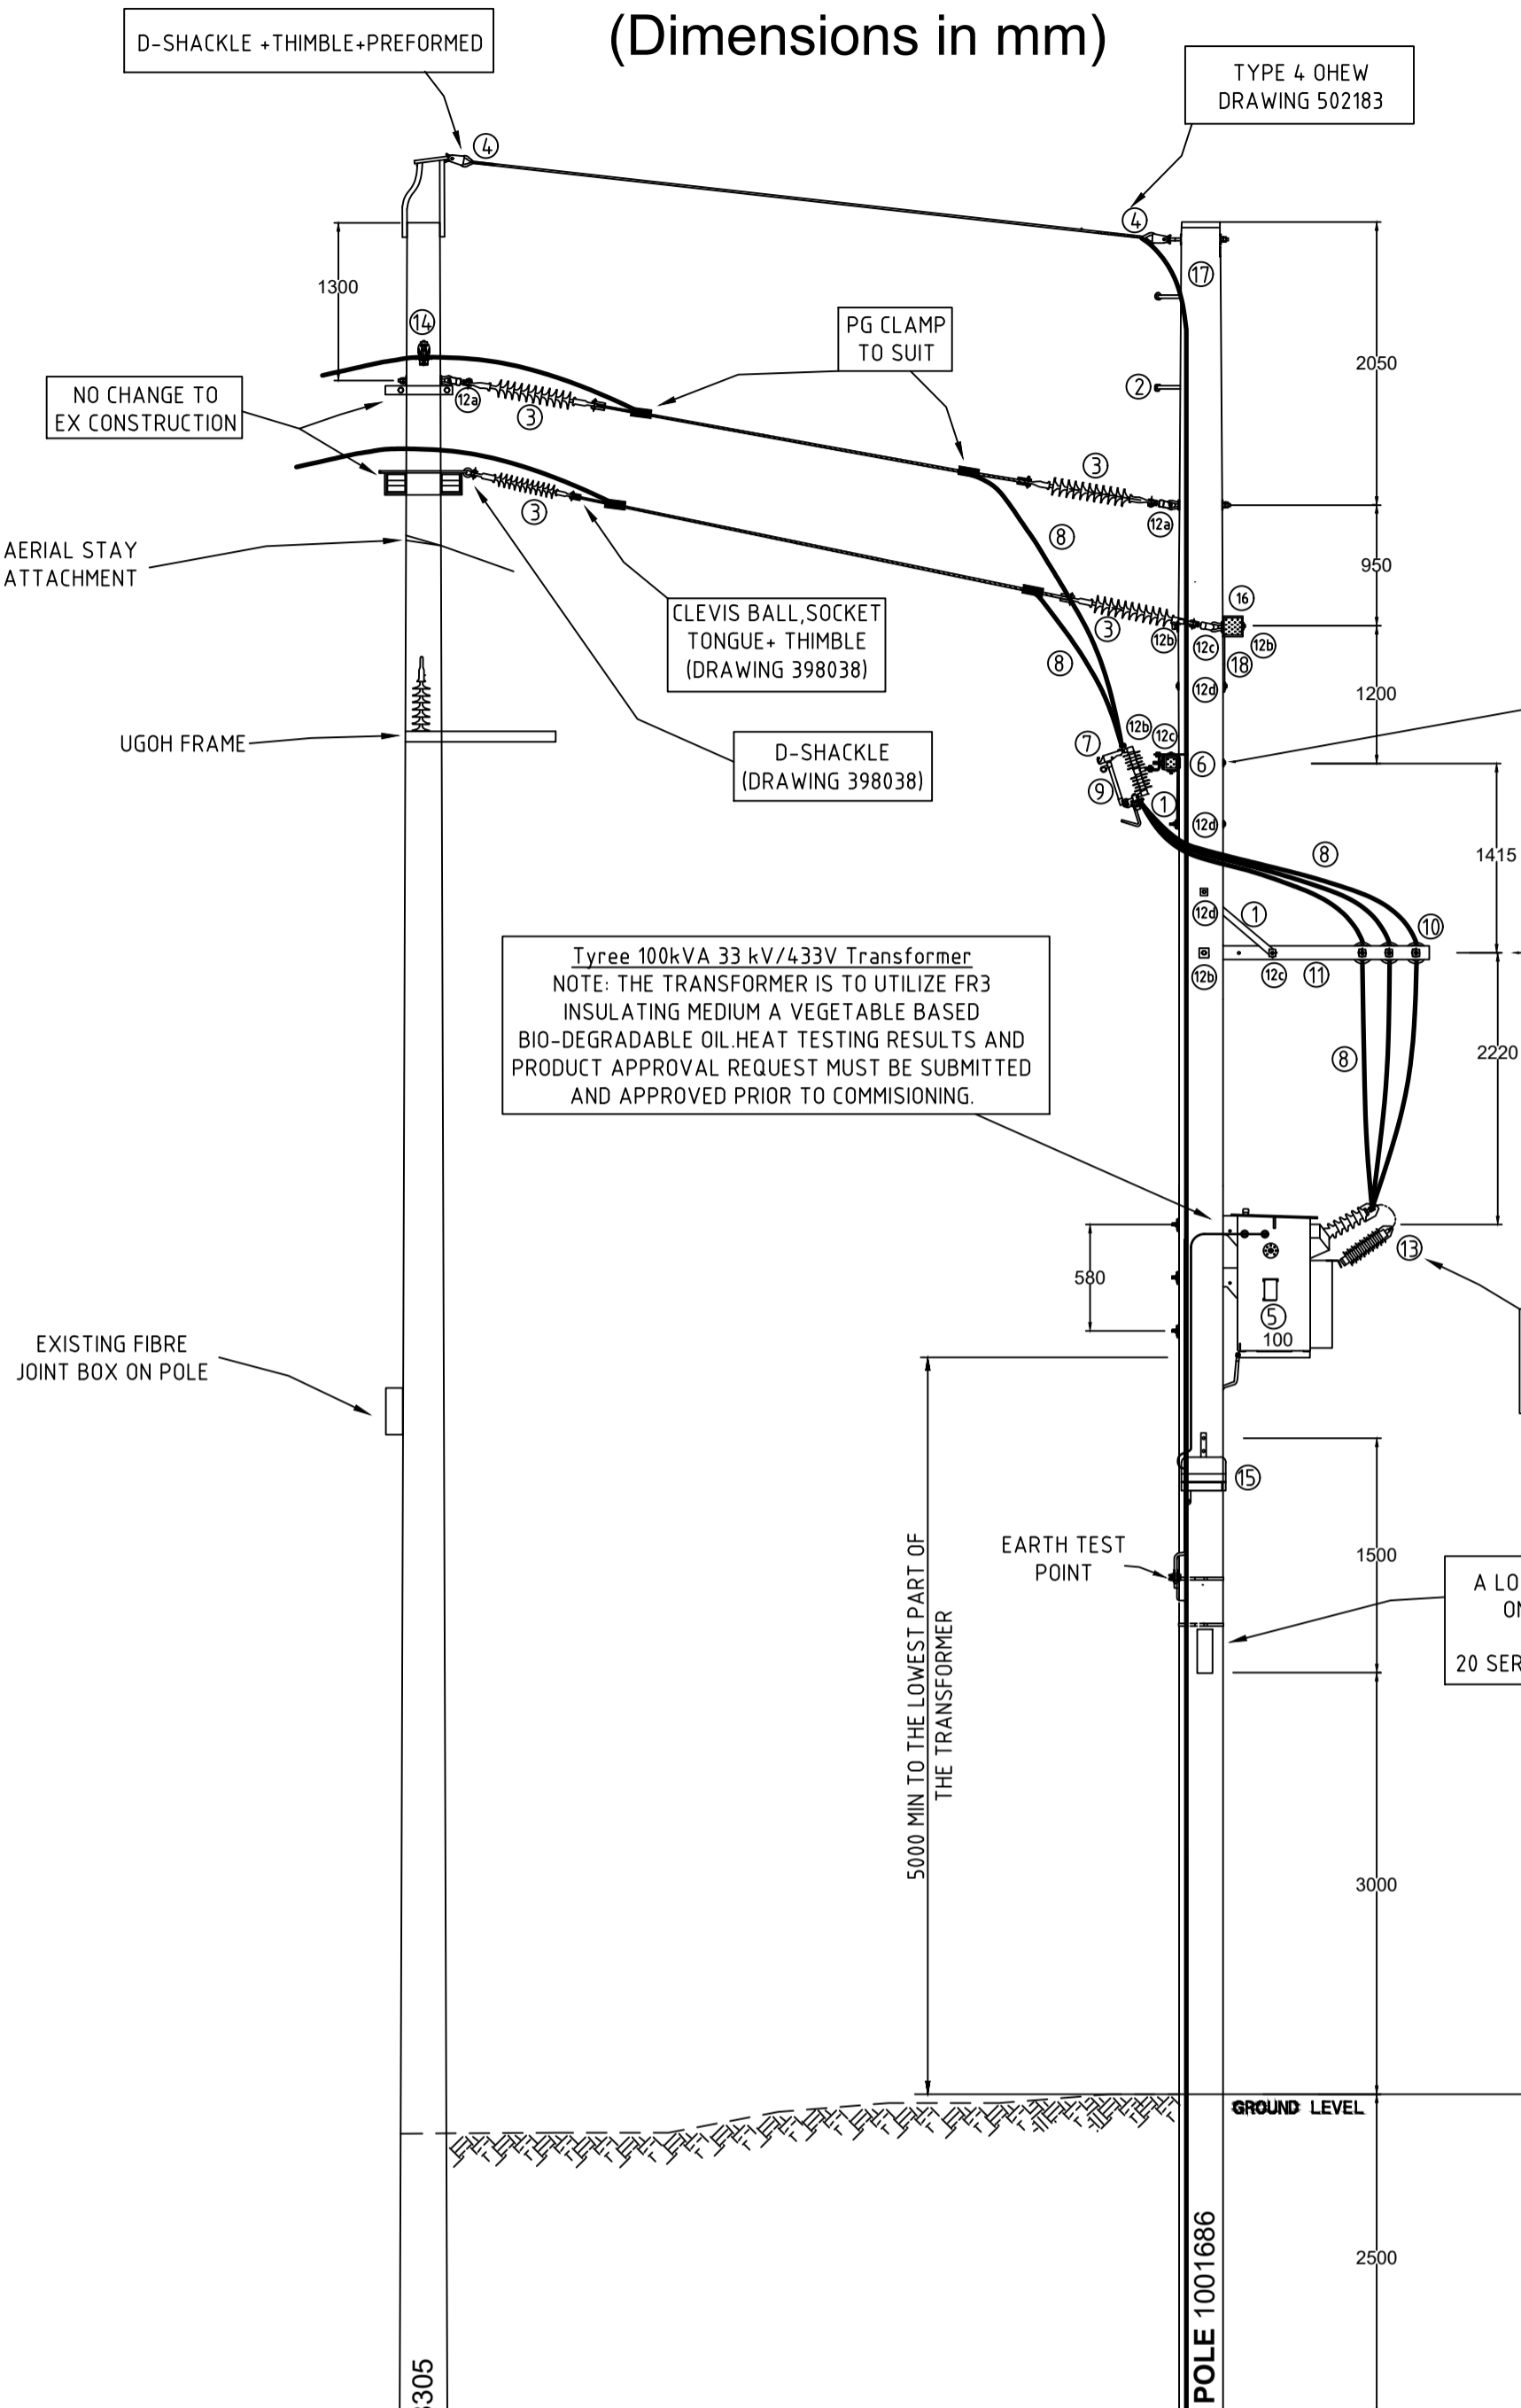 (Dimensions in mm)
D-SHACKLE +THIMBLE+PREFORMED
TYPE 4 OHEW
DRAWING 502183
4
4
17
1300
14
PG CLAMP
TO SUIT
2050
2
NO CHANGE TO
EX CONSTRUCTION
12a
3
3
3
12a
8
AERIAL STAY
ATTACHMENT
950
16
CLEVIS BALL,SOCKET
TONGUE+ THIMBLE
(DRAWING 398038)
3
12b
12c
12b
18
8
12d
1200
UGOH FRAME
D-SHACKLE
(DRAWING 398038)
12b
12c
7
6
9
1
12d
8
1415
12d
1
10
12b
12c
11
Tyree 100kVA 33 kV/433V Transformer
NOTE: THE TRANSFORMER IS TO UTILIZE FR3
INSULATING MEDIUM A VEGETABLE BASED
BIO-DEGRADABLE OIL.HEAT TESTING RESULTS AND
PRODUCT APPROVAL REQUEST MUST BE SUBMITTED
AND APPROVED PRIOR TO COMMISIONING.
8
2220
13
580
5
100
EXISTING FIBRE
JOINT BOX ON POLE
15
EARTH TEST
POINT
1500
A LO
ON
20 SER
5000 MIN TO THE LOWEST PART OF
THE TRANSFORMER
3000
GROUND LEVEL
2500
POLE 1001686
305